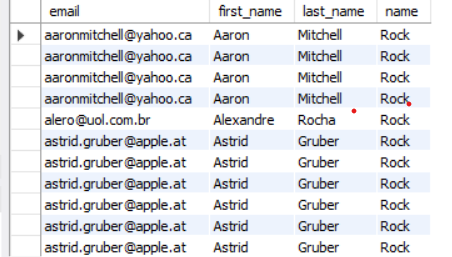 email first_name last_name name
aaronmitchell@yahoo.ca Aaron Mitchell Rock
aaronmitchell@yahoo.ca Aaron Mitchell Rock
aaronmitchell@yahoo.ca Aaron Mitchell Rock
aaronmitchell@yahoo.ca Aaron Mitchell Rock
alero@uol.com.br Alexandre Rocha Rock
astrid.gruber@apple.at Astrid Gruber Rock
astrid.gruber@apple.at Astrid Gruber Rock
astrid.gruber@apple.at Astrid Gruber Rock
astrid.gruber@apple.at Astrid Gruber Rock
astrid.gruber@apple.at Astrid Gruber Rock
astrid.gruber@apple.at Astrid Gruber Rock